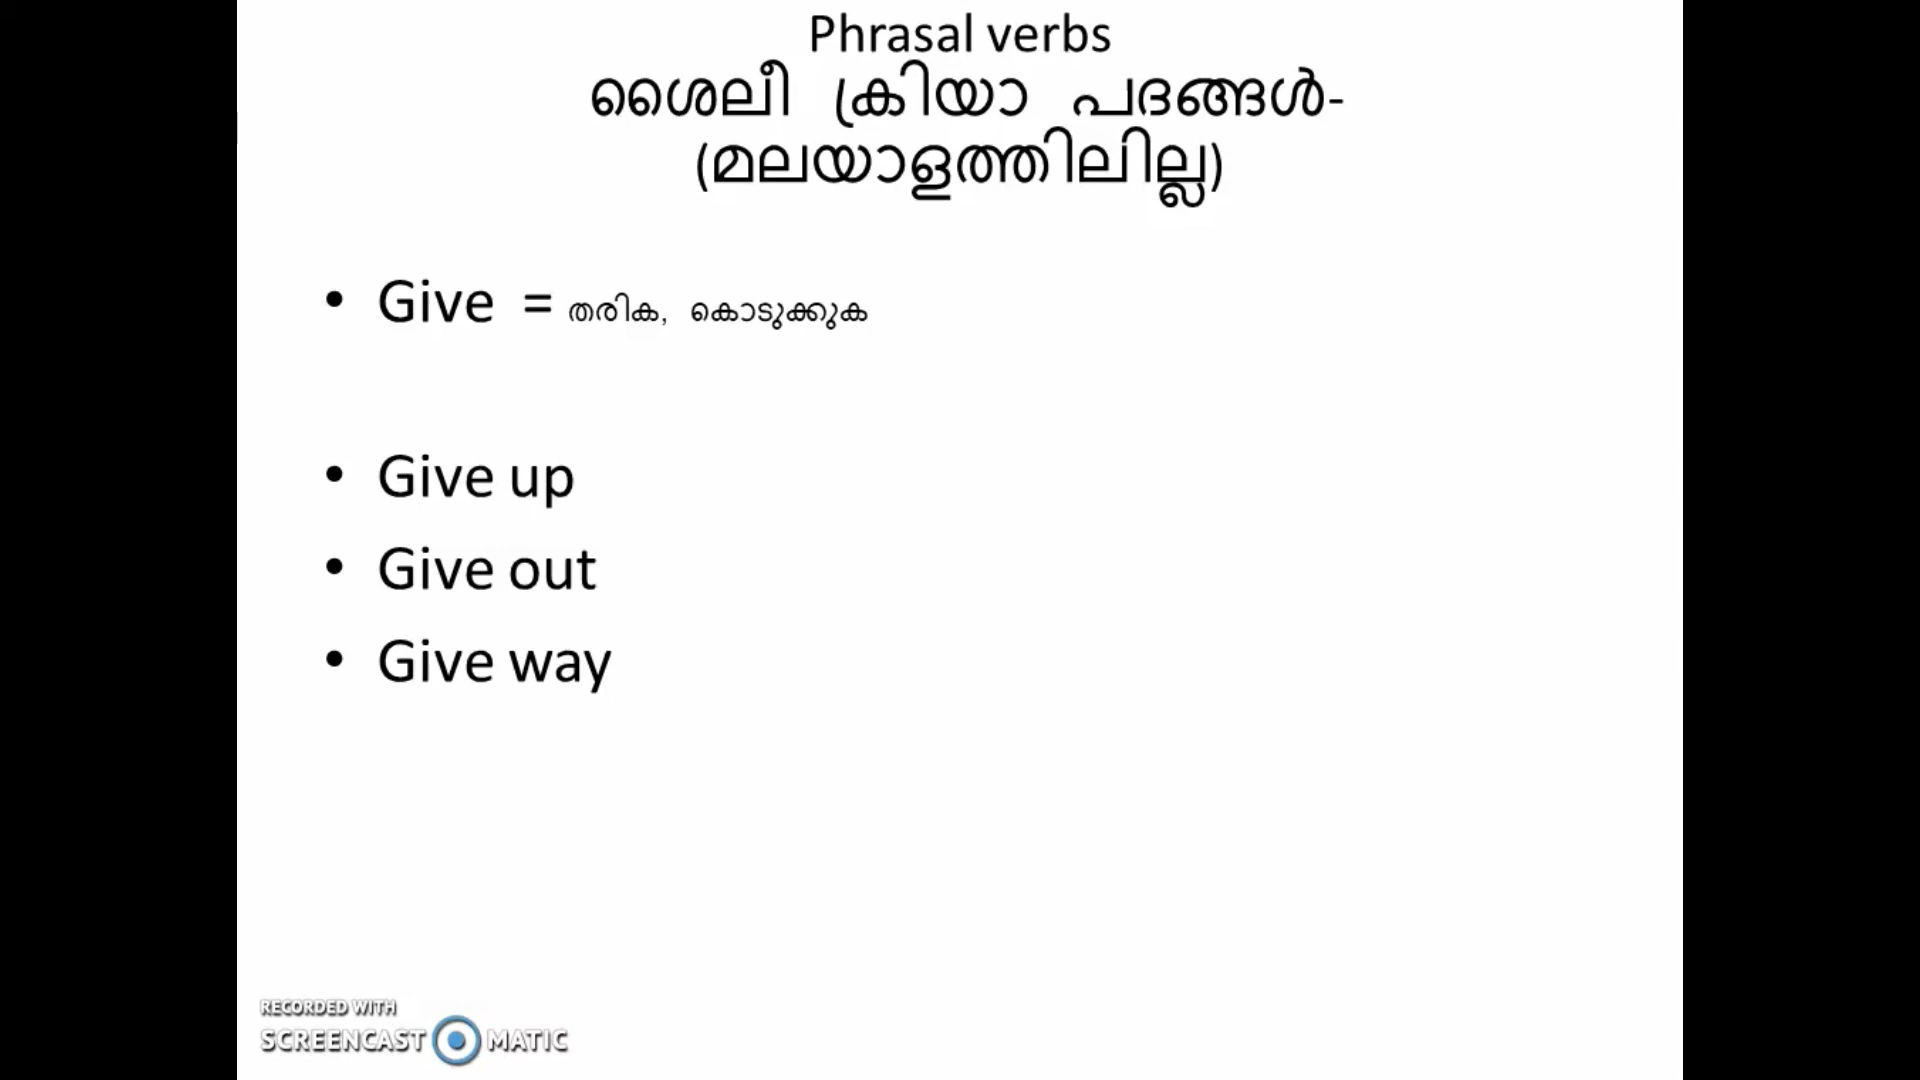 Phrasal verbs
ശൈലീ ക്രിയാ പദങ്ങൾ-
(മലയാളത്തിലില്ല)
• Give = തരിക, കൊടുക്കുക
• Give up
• Give out
• Give way
RECORDED WITH
SCREENCAST MATIC